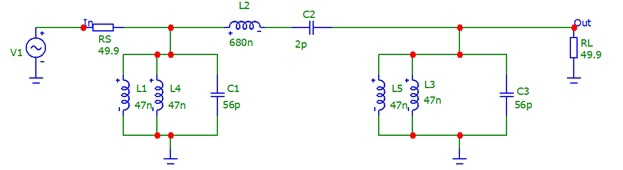 L2
C2
In
Out
V1
RS
49.9
680n
2p
RL
49.9
L1
L4
C1
47n
47n
56p
L5
L3
C3
47n
47n
56p